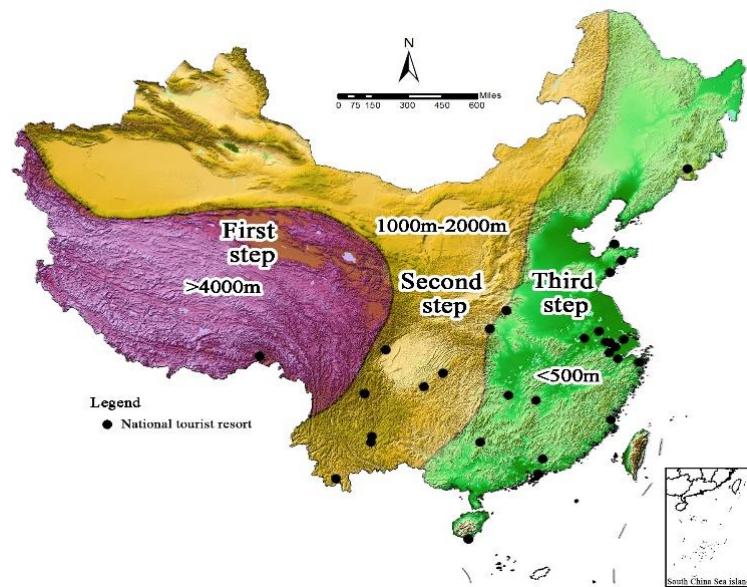 N
Miles
0 75 150 300 450 600
First
step
1000m-2000m
>4000m
Second
step
Third
step
<500m
Legend
National tourist resort
South China Sea island